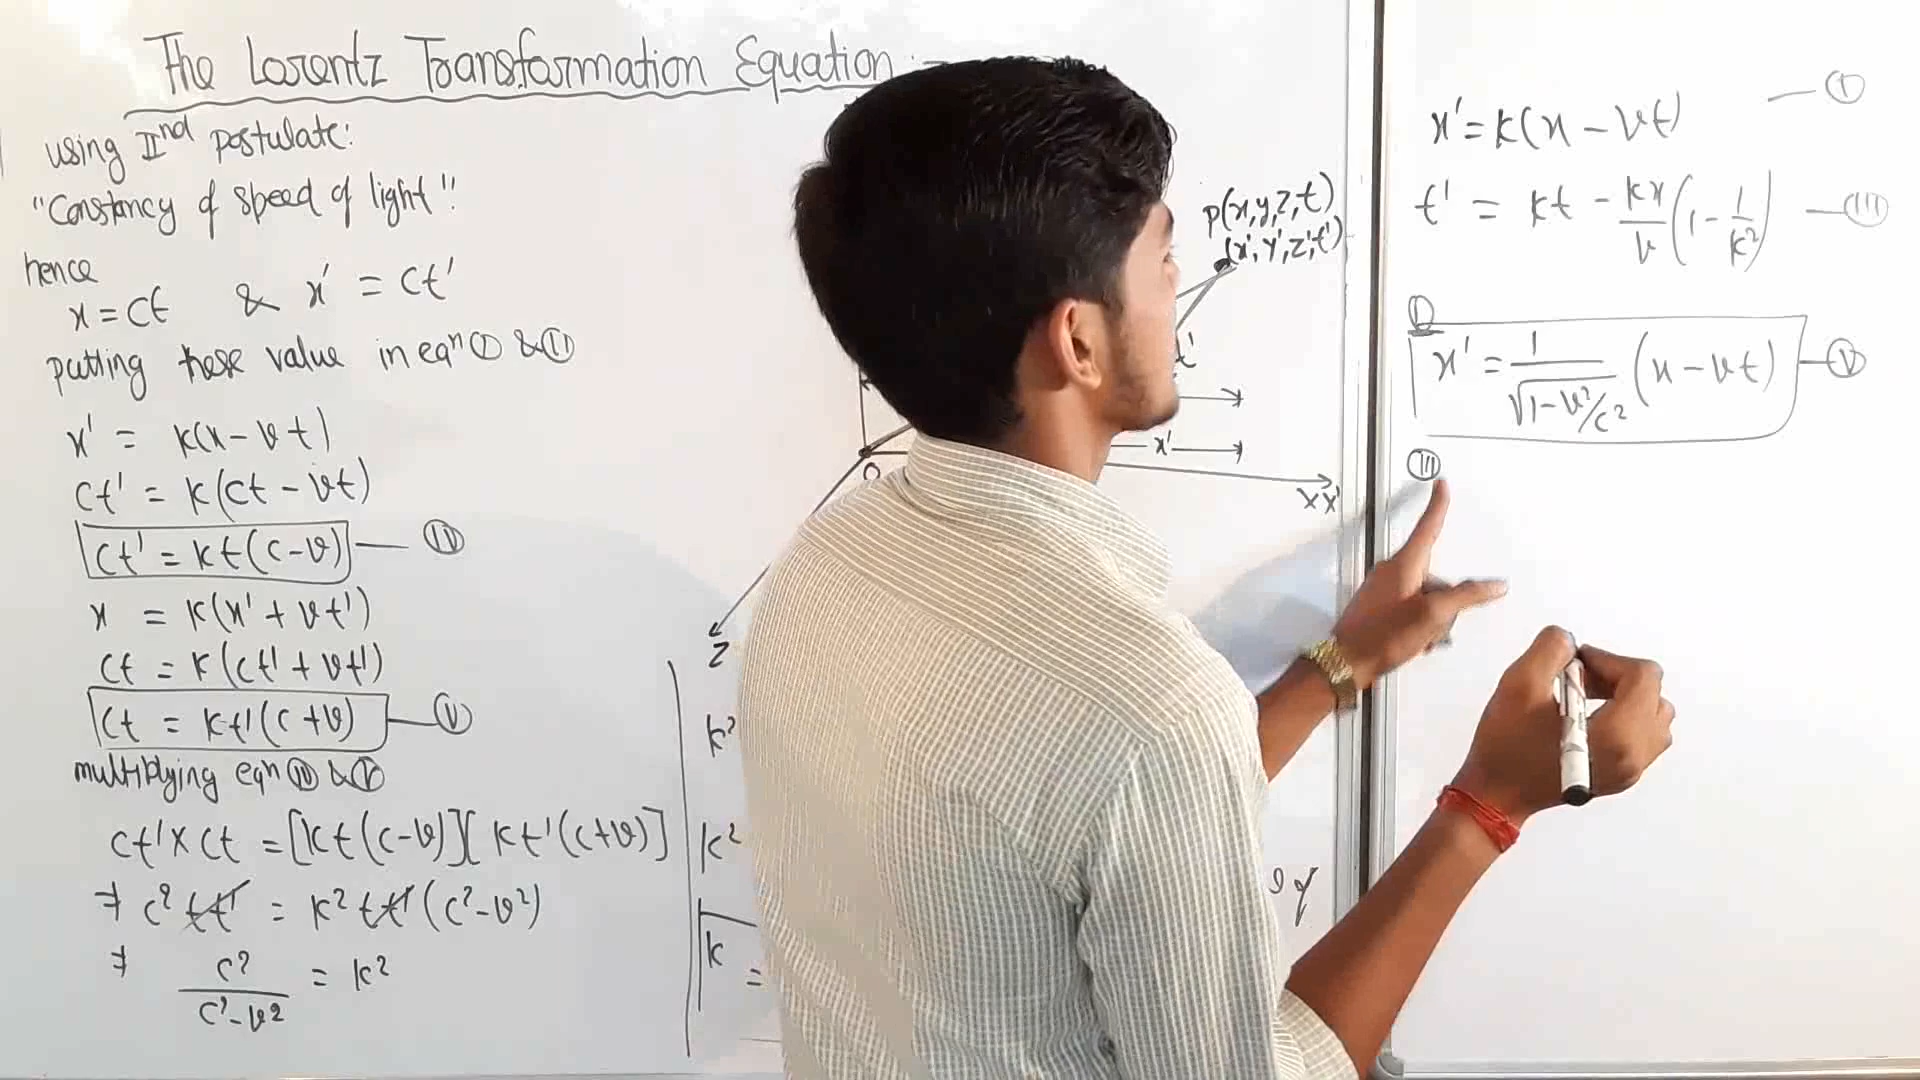 The Lorentz Transformation Equation -
using IInd postulate:
"Constancy of speed of light".
hence
x = ct & x' = ct'
putting these value in eqn (I) & (II)
x' = k(x - vt)
ct' = k(ct - vt)
ct' = kt(c-v) — (IV)
x = k(x' + vt')
ct = k(ct' + vt')
ct = kt'(c+v) — (V)
multiplying eqn (IV) & (V)
ct' × ct = [kt(c-v)][kt'(c+v)]
⇒ c² tt' = k² tt' (c²-v²)
⇒ c²/(c²-v²) = k²
P(x,y,z,t)
(x',y',z',t')
x'
O
X X'
Z
k²
k²
k =
x' = k(x - vt) — (I)
t' = kt - kx/v (1 - 1/k²) — (III)
(I)
x' = 1/√(1-v²/c²) (x - vt) — (V)
(III)